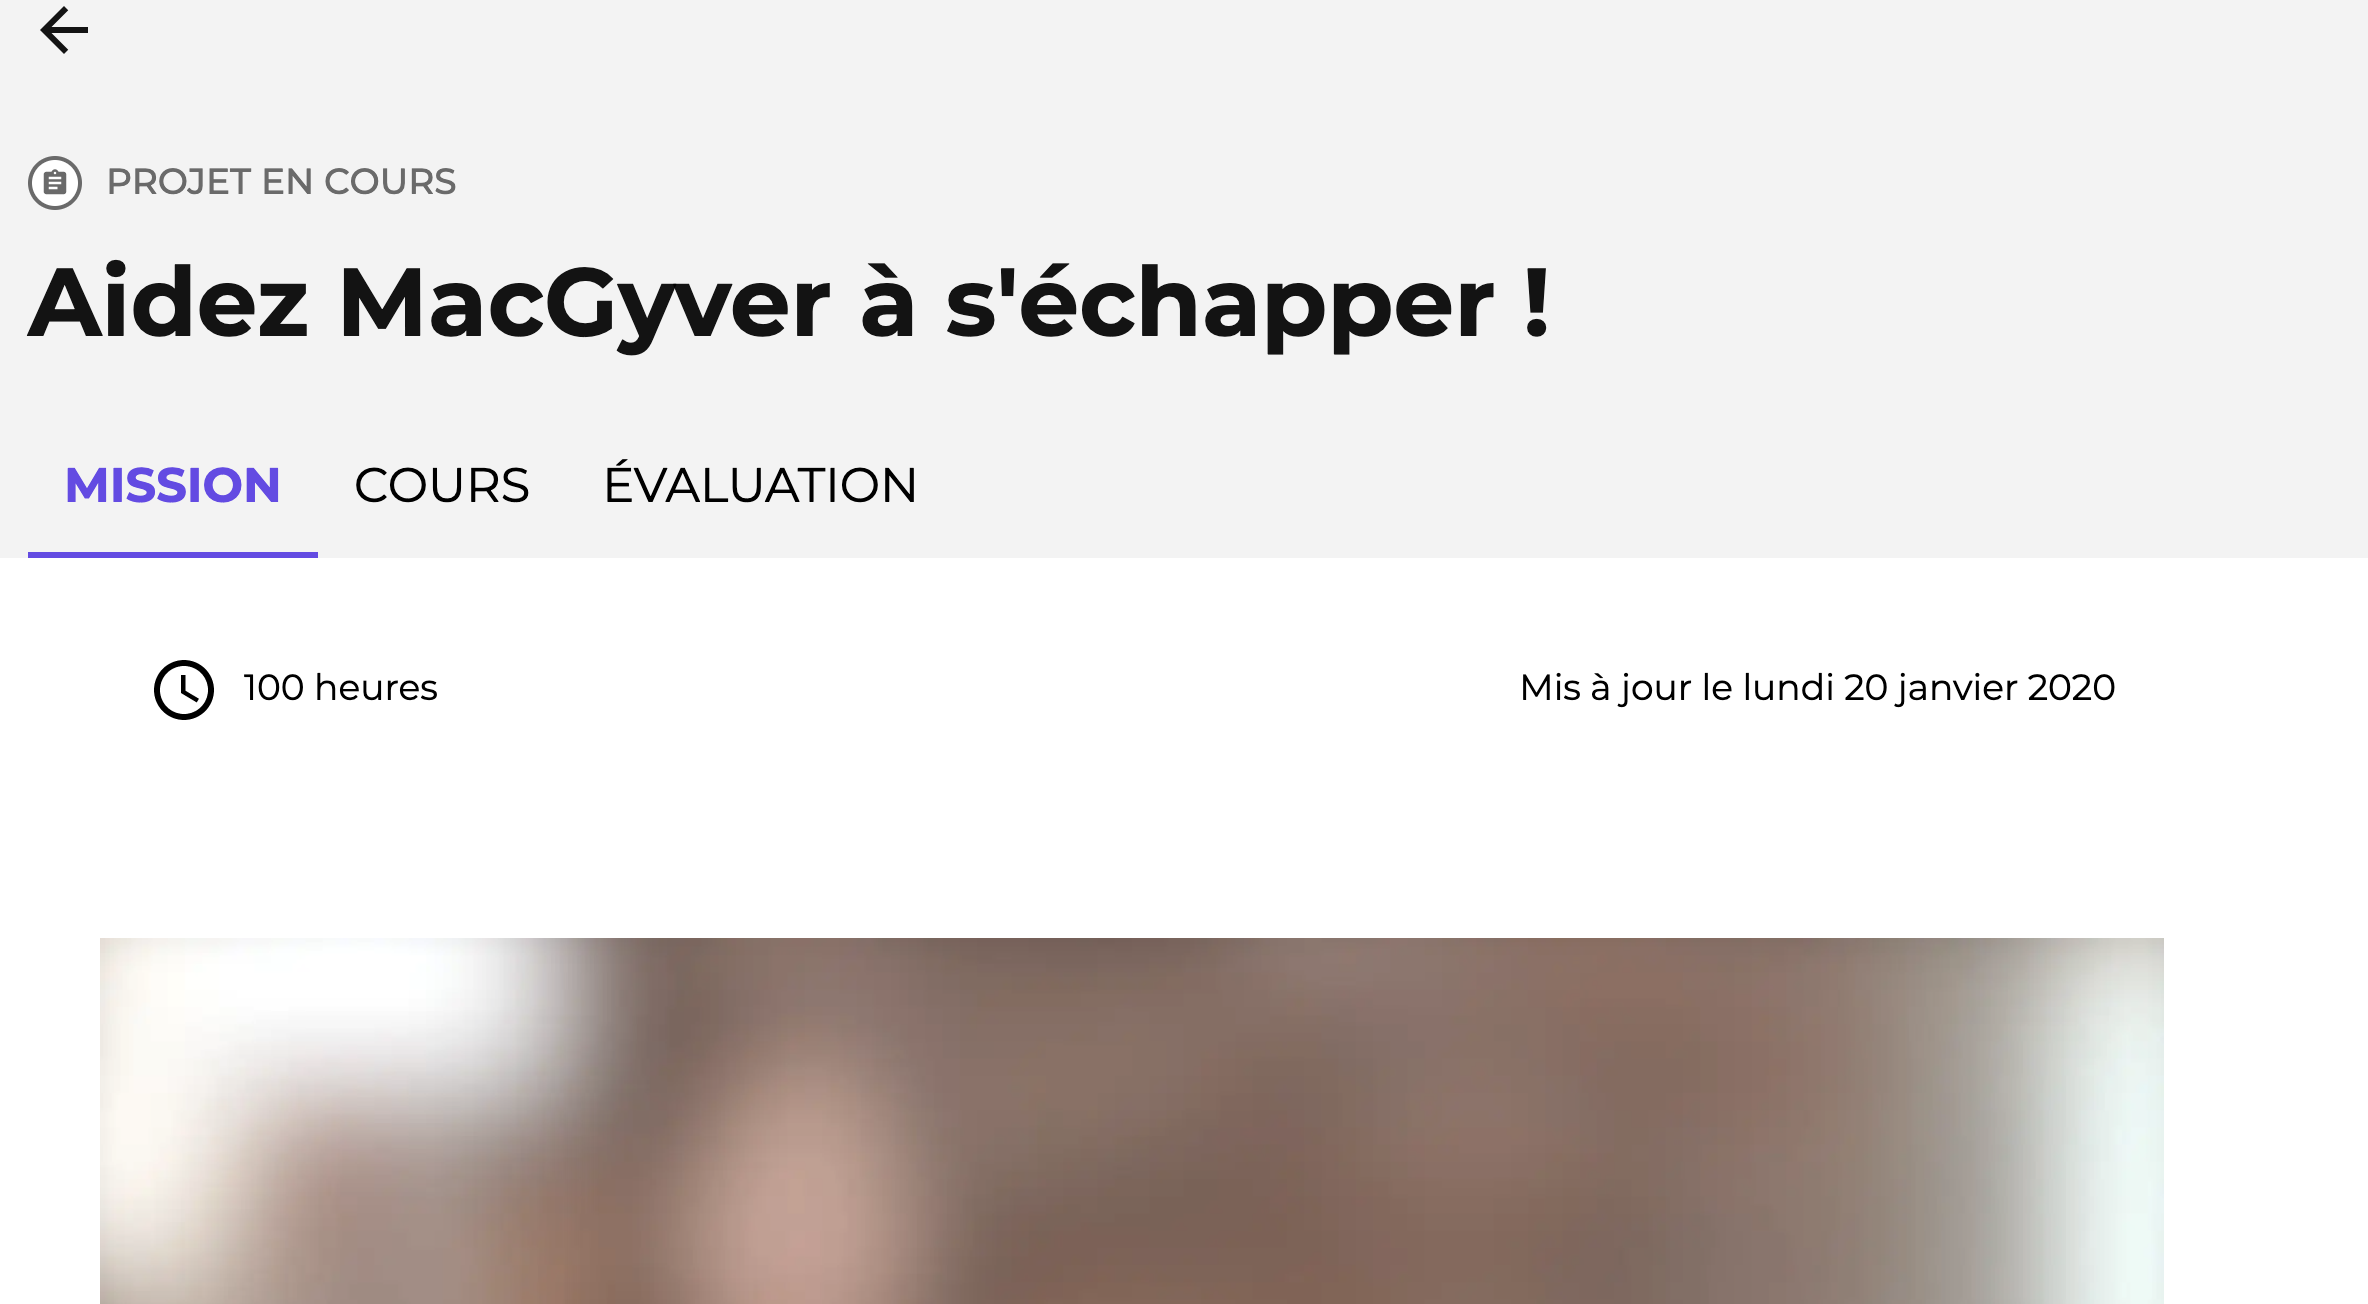 PROJET EN COURS
Aidez MacGyver à s'échapper !
MISSION COURS ÉVALUATION
100 heures Mis à jour le lundi 20 janvier 2020